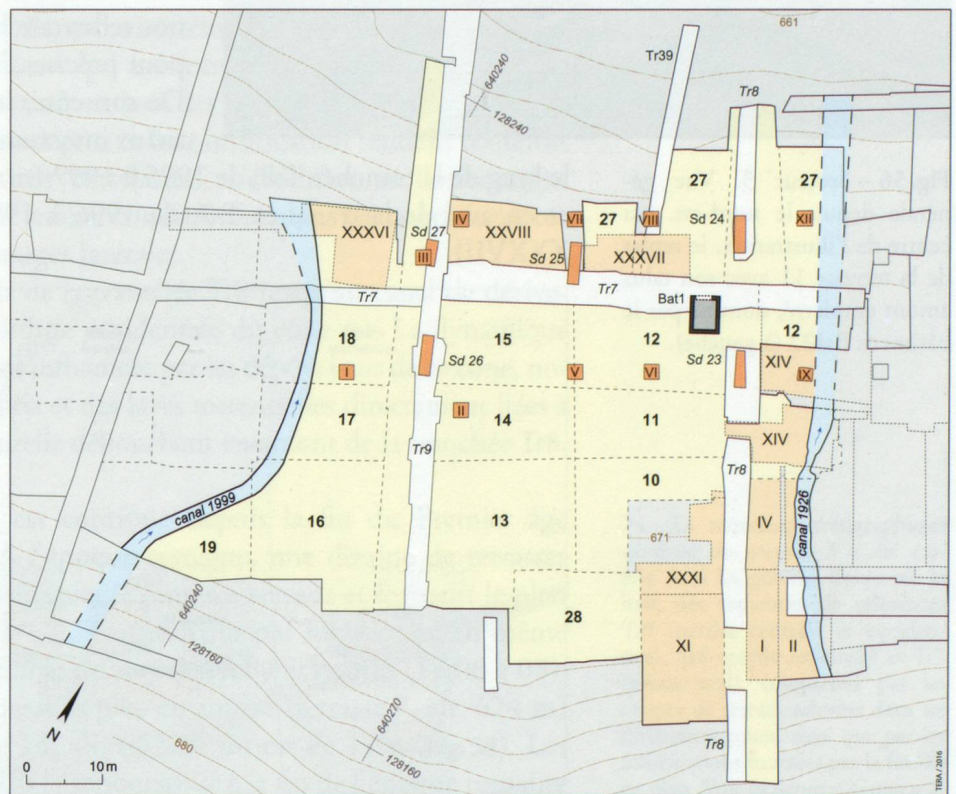 661
Tr39
640240
128240
Tr8
27
27
IV
VII
27
VIII
Sd 24
XII
XXXVI
Sd 27
XXVIII
III
Sd 25
XXXVII
Tr7
Tr7
Bat1
18
15
12
12
Sd 26
Sd 23
XIV
I
V
VI
IX
17
II
14
11
XIV
Tr9
10
Tr8
canal 1999
16
13
671
IV
canal 1926
19
XXXI
640240
128160
28
XI
I
II
640270
128160
680
Tr8
N
0
10 m
TERA / 2016